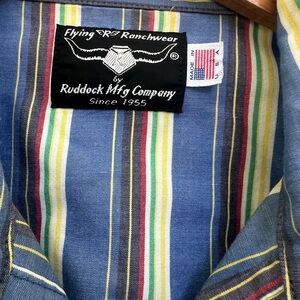 Flying "R" Ranchwear
R
®
by
Ruddock Mfg Company
Since 1955
MADE IN
U S A